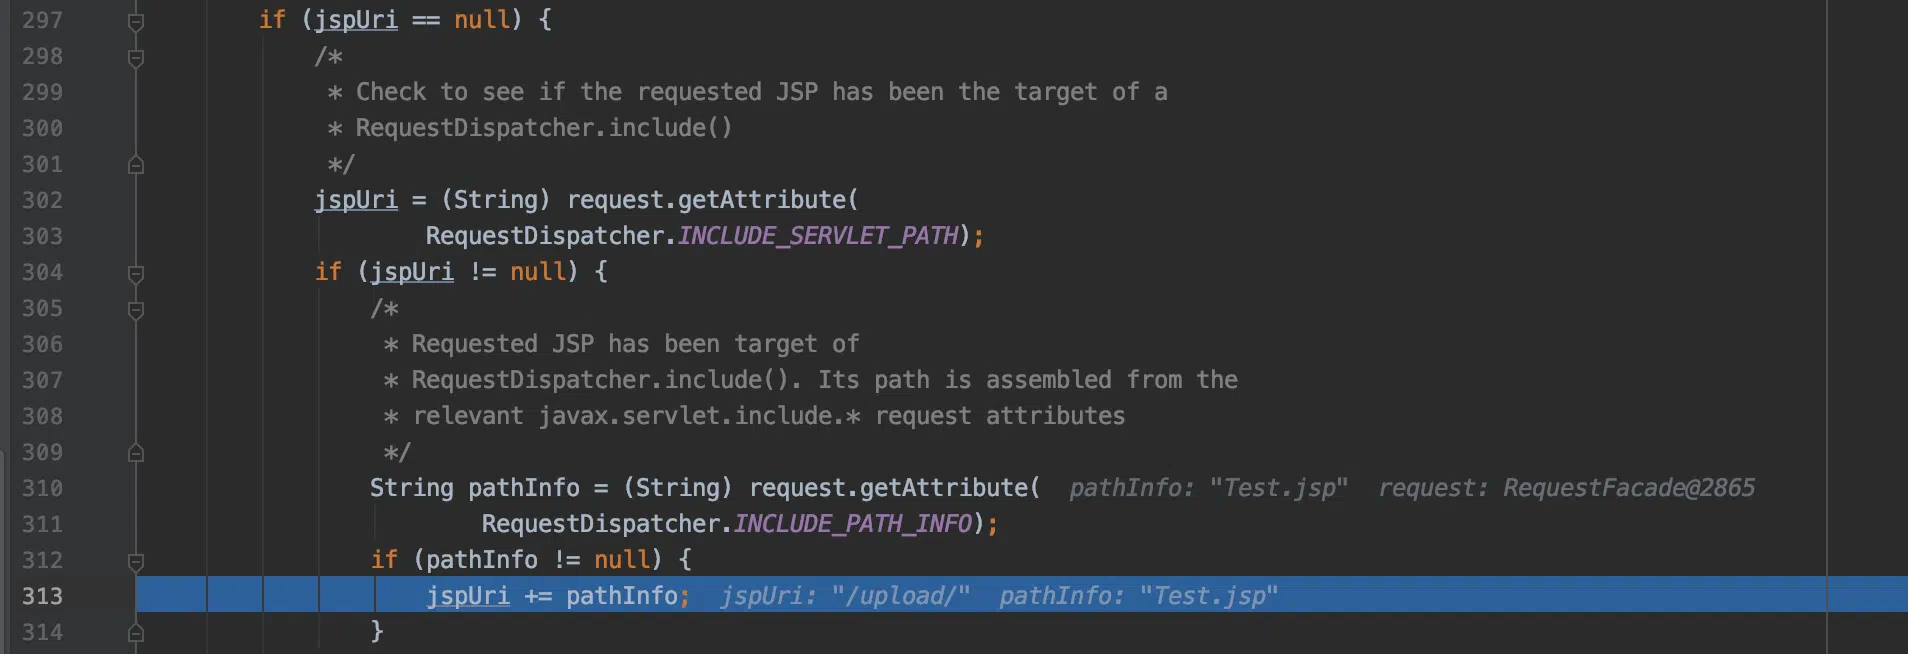 297 if (jspUri == null) {
298 /*
299 * Check to see if the requested JSP has been the target of a
300 * RequestDispatcher.include()
301 */
302 jspUri = (String) request.getAttribute(
303 RequestDispatcher.INCLUDE_SERVLET_PATH);
304 if (jspUri != null) {
305 /*
306 * Requested JSP has been target of
307 * RequestDispatcher.include(). Its path is assembled from the
308 * relevant javax.servlet.include.* request attributes
309 */
310 String pathInfo = (String) request.getAttribute( pathInfo: "Test.jsp" request: RequestFacade@2865
311 RequestDispatcher.INCLUDE_PATH_INFO);
312 if (pathInfo != null) {
313 jspUri += pathInfo; jspUri: "/upload/" pathInfo: "Test.jsp"
314 }